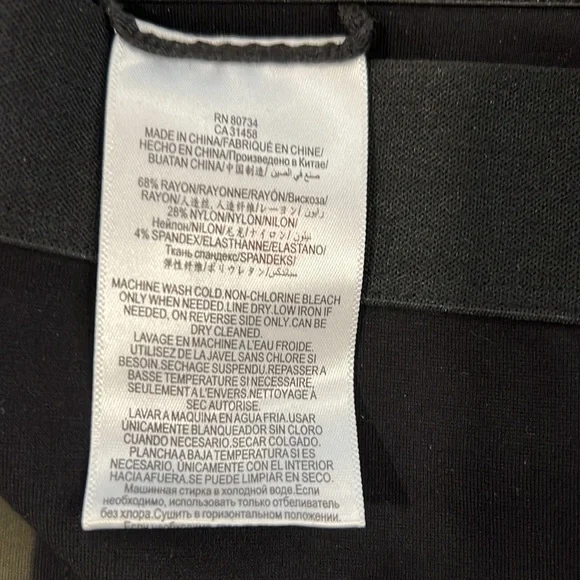 RN 80734
CA 31458
MADE IN CHINA/FABRIQUÉ EN CHINE/
HECHO EN CHINA/Произведено в Китае/
BUATAN CHINA/中国制造/ صنع في الصين/
68% RAYON/RAYONNE/RAYÓN/Вискоза/
RAYON/人造丝, 人造纤维/レーヨン/ رايون/
28% NYLON/NYLON/NILON/
Нейлон/NILON/尼龙/ナイロン/ نيلون/
4% SPANDEX/ELASTHANNE/ELASTANO/
Ткань спандекс/SPANDEKS/
弹性纤维/ポリウレタン/ سباندكس/
MACHINE WASH COLD.NON-CHLORINE BLEACH
ONLY WHEN NEEDED.LINE DRY.LOW IRON IF
NEEDED, ON REVERSE SIDE ONLY.CAN BE
DRY CLEANED.
LAVAGE EN MACHINE A L'EAU FROIDE.
UTILISEZ DE LA JAVEL SANS CHLORE SI
BESOIN.SECHAGE SUSPENDU.REPASSER A
BASSE TEMPERATURE SI NECESSAIRE,
SEULEMENT A L'ENVERS.NETTOYAGE A
SEC AUTORISE.
LAVAR A MAQUINA EN AGUA FRIA.USAR
ÚNICAMENTE BLANQUEADOR SIN CLORO
CUANDO NECESARIO.SECAR COLGADO.
PLANCHA A BAJA TEMPERATURA SI ES
NECESARIO, ÚNICAMENTE CON EL INTERIOR
HACIA AFUERA.SE PUEDE LIMPIAR EN SECO.
Машинная стирка в холодной воде.Если
необходимо, использовать только отбеливатель
без хлора.Сушить в горизонтальном положении.